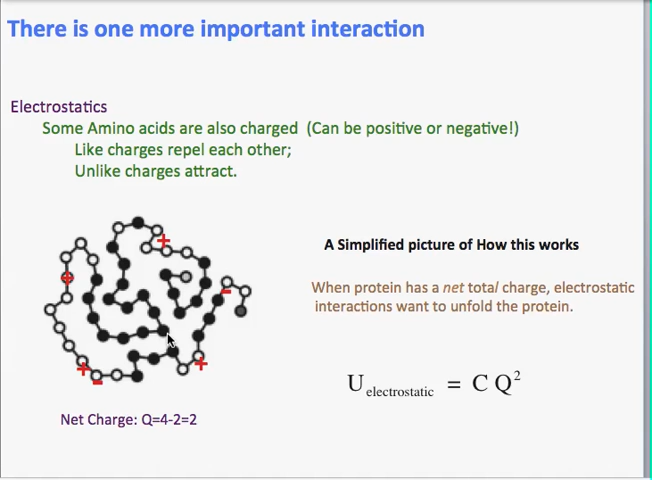 There is one more important interaction
Electrostatics
Some Amino acids are also charged (Can be positive or negative!)
Like charges repel each other;
Unlike charges attract.
A Simplified picture of How this works
When protein has a net total charge, electrostatic
interactions want to unfold the protein.
U electrostatic = C Q²
+
+
-
+
-
+
Net Charge: Q=4-2=2